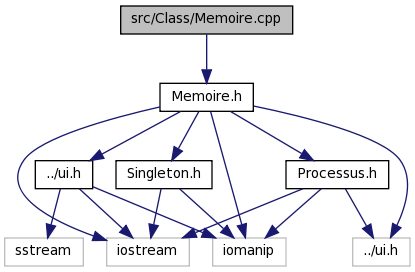 src/Class/Memoire.cpp
Memoire.h
../ui.h
Singleton.h
Processus.h
sstream
iostream
iomanip
../ui.h